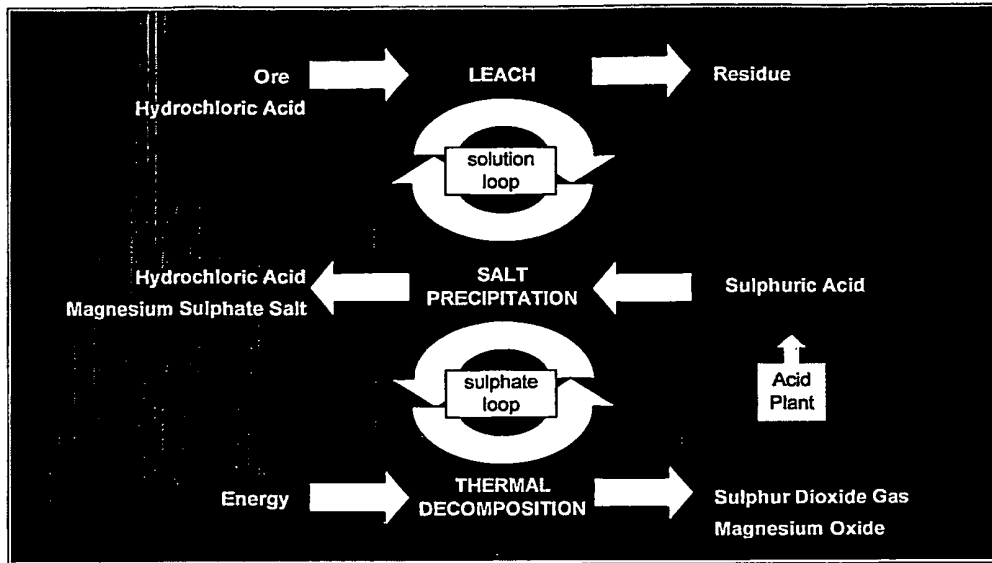 Ore
Hydrochloric Acid
LEACH
Residue
solution
loop
Hydrochloric Acid
Magnesium Sulphate Salt
SALT
PRECIPITATION
Sulphuric Acid
sulphate
loop
Acid
Plant
Energy
THERMAL
DECOMPOSITION
Sulphur Dioxide Gas
Magnesium Oxide